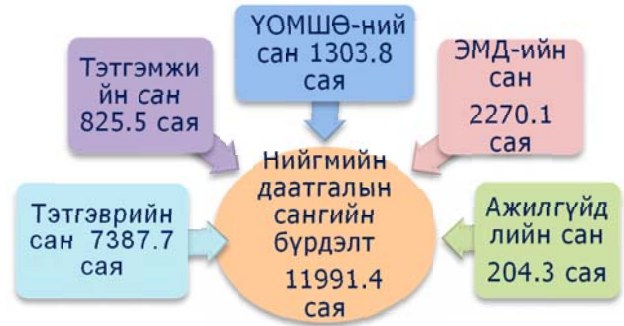 ҮОМШӨ-ний
сан 1303.8
сая
Тэтгэмжи
йн сан
825.5 сая
ЭМД-ийн
сан
2270.1
сая
Тэтгэврийн
сан 7387.7
сая
Нийгмийн
даатгалын
сангийн
бүрдэлт
11991.4
сая
Ажилгүйд
лийн сан
204.3 сая